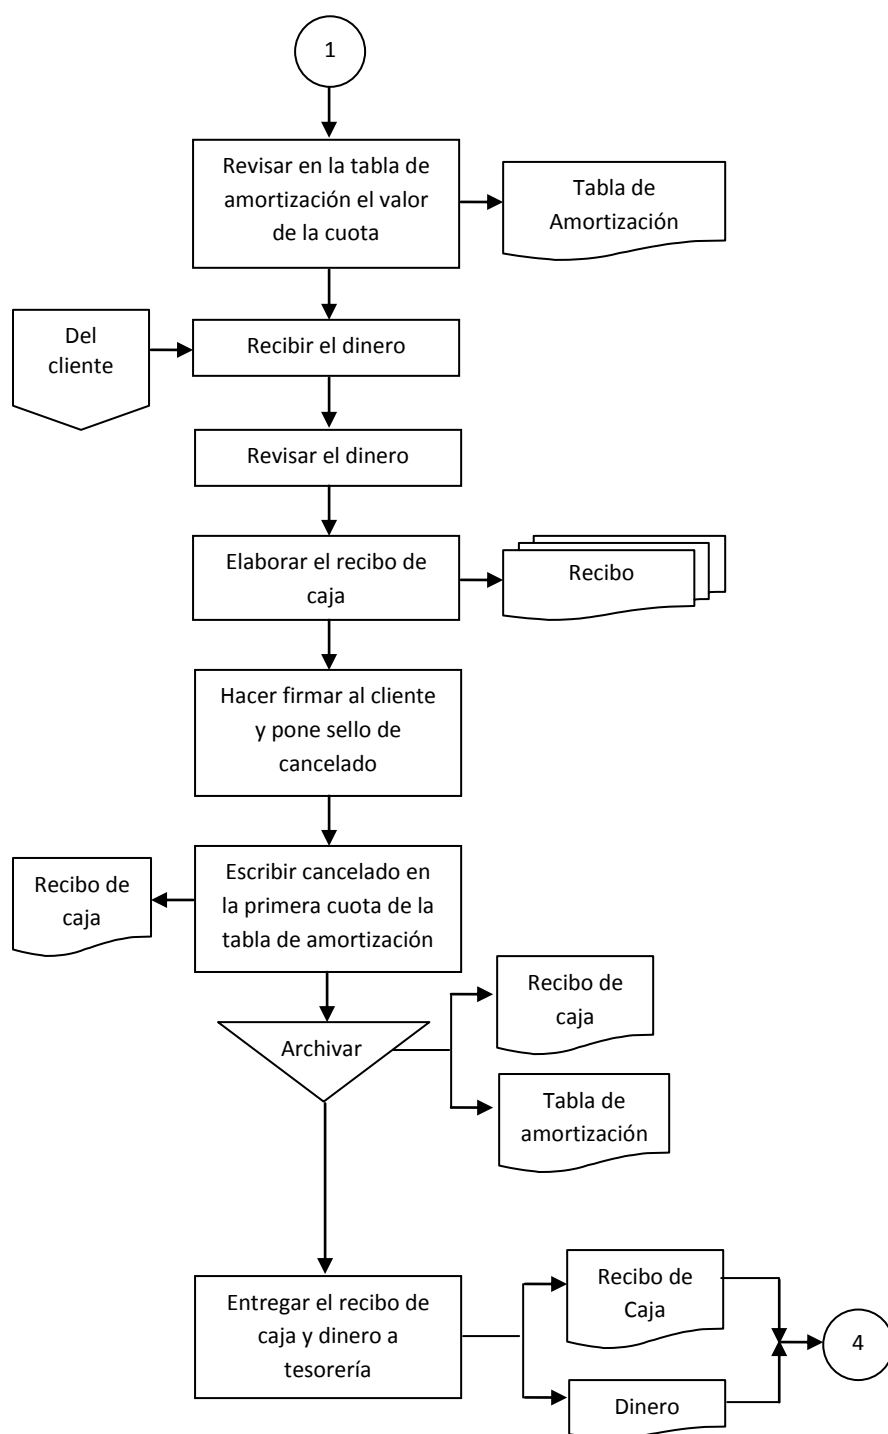 1
Revisar en la tabla de
amortización el valor
de la cuota
Tabla de
Amortización
Del
cliente
Recibir el dinero
Revisar el dinero
Elaborar el recibo de
caja
Recibo
Hacer firmar al cliente
y pone sello de
cancelado
Escribir cancelado en
la primera cuota de la
tabla de amortización
Recibo de
caja
Archivar
Recibo de
caja
Tabla de
amortización
Entregar el recibo de
caja y dinero a
tesorería
Recibo de
Caja
Dinero
4